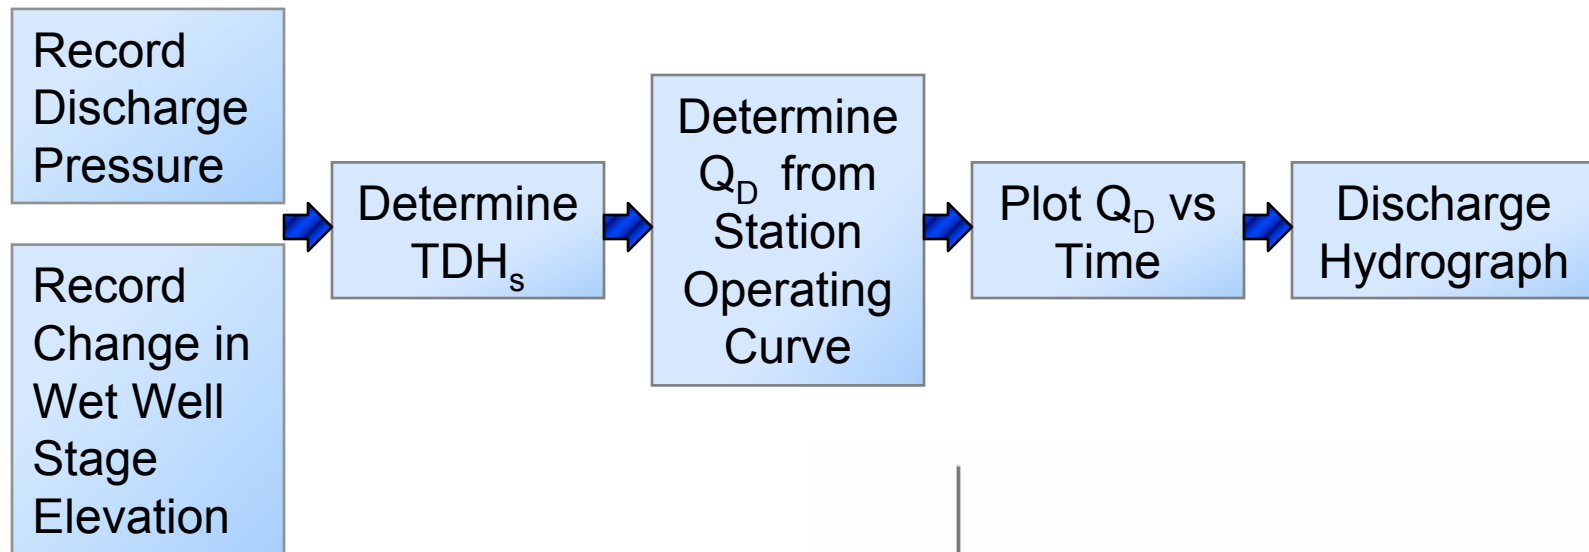 Record
Discharge
Pressure
Record
Change in
Wet Well
Stage
Elevation
Determine
TDHs
Determine
QD from
Station
Operating
Curve
Plot QD vs
Time
Discharge
Hydrograph